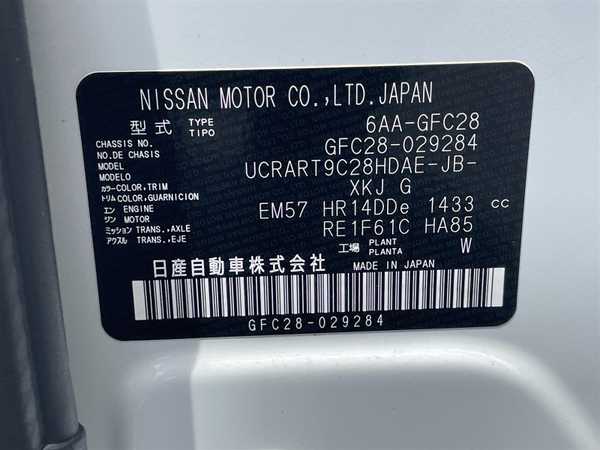 NISSAN MOTOR CO.,LTD.JAPAN
型式 TYPE TIPO 6AA-GFC28
CHASSIS NO. NO.DE CHASIS GFC28-029284
MODEL MODELO UCRART9C28HDAE-JB-
カラー COLOR,TRIM トリム COLOR,GUARNICION XKJ G
エン ENGINE ジン MOTOR EM57 HR14DDe 1433 cc
ミッション TRANS.,AXLE アクスル TRANS.,EJE RE1F61C HA85
工場 PLANT PLANTA W
日産自動車株式会社 MADE IN JAPAN
GFC28-029284